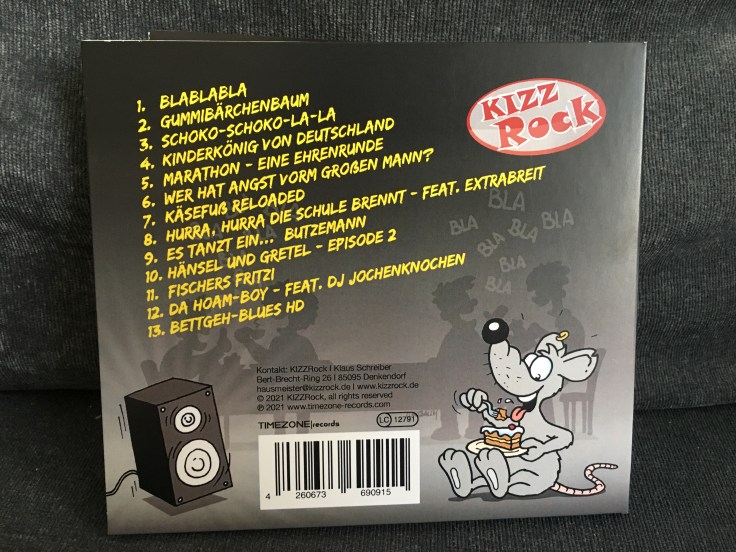 1. BLABLABLA
2. GUMMIBÄRCHENBAUM
3. SCHOKO-SCHOKO-LA-LA
4. KINDERKÖNIG VON DEUTSCHLAND
5. MARATHON - EINE EHRENRUNDE
6. WER HAT ANGST VORM GROßEN MANN?
7. KÄSEFUß RELOADED
8. HURRA, HURRA DIE SCHULE BRENNT - FEAT. EXTRABREIT
9. ES TANZT EIN... BUTZEMANN
10. HÄNSEL UND GRETEL - EPISODE 2
11. FISCHERS FRITZI
12. DA HOAM-BOY - FEAT. DJ JOCHENKNOCHEN
13. BETTGEH-BLUES HD
KIZZ
ROCK
BLA
BLA
BLA
BLA
BLA
BLA
BLA
Kontakt: KIZZRock I Klaus Schreiber
Bert-Brecht-Ring 26 I 85095 Denkendorf
hausmeister@kizzrock.de I www.kizzrock.de
© 2021 KIZZRock, all rights reserved
℗ 2021 www.timezone-records.com
TIMEZONE|records
LC 12791
4 260673 690915